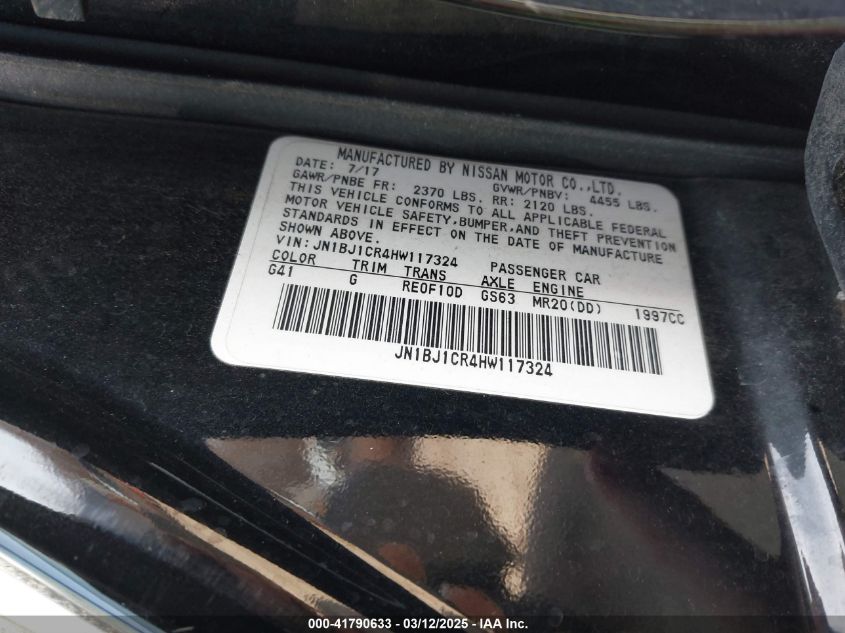 MANUFACTURED BY NISSAN MOTOR CO.,LTD.
DATE: 7/17 GVWR/PNBV: 4455 LBS.
GAWR/PNBE FR: 2370 LBS. RR: 2120 LBS.
THIS VEHICLE CONFORMS TO ALL APPLICABLE FEDERAL
MOTOR VEHICLE SAFETY,BUMPER,AND THEFT PREVENTION
STANDARDS IN EFFECT ON THE DATE OF MANUFACTURE
SHOWN ABOVE.
VIN: JN1BJ1CR4HW117324 PASSENGER CAR
COLOR TRIM TRANS AXLE ENGINE
G41 G RE0F10D GS63 MR20(DD) 1997CC
JN1BJ1CR4HW117324
000-41790633 - 03/12/2025 - IAA Inc.